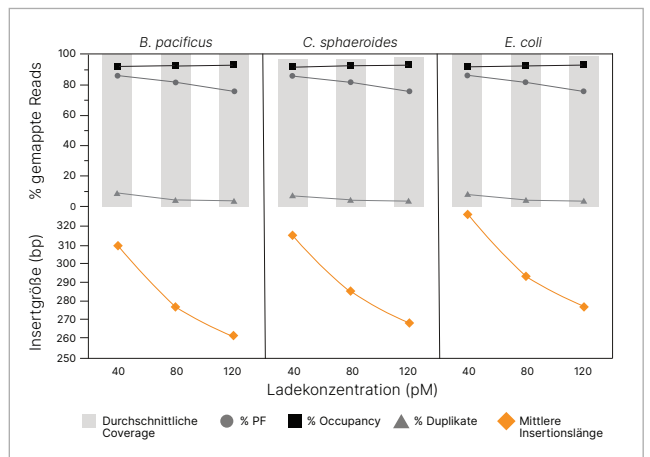 B. pacificus C. sphaeroides E. coli
% gemappte Reads
100
80
60
40
20
0
Insertgröße (bp)
320
310
300
290
280
270
260
250
40 80 120 40 80 120 40 80 120
Ladekonzentration (pM)
Durchschnittliche Coverage
% PF
% Occupancy
% Duplikate
Mittlere Insertionslänge